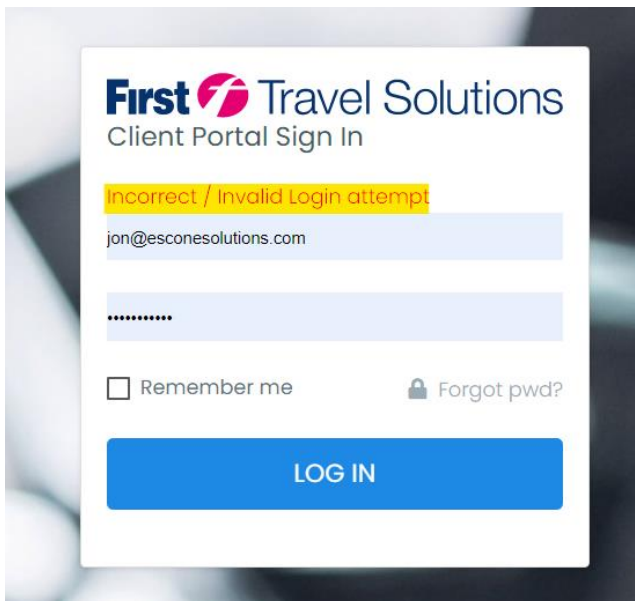 First Travel Solutions
Client Portal Sign In
Incorrect / Invalid Login attempt
jon@esconesolutions.com
•••••••••••
Remember me
Forgot pwd?
LOG IN